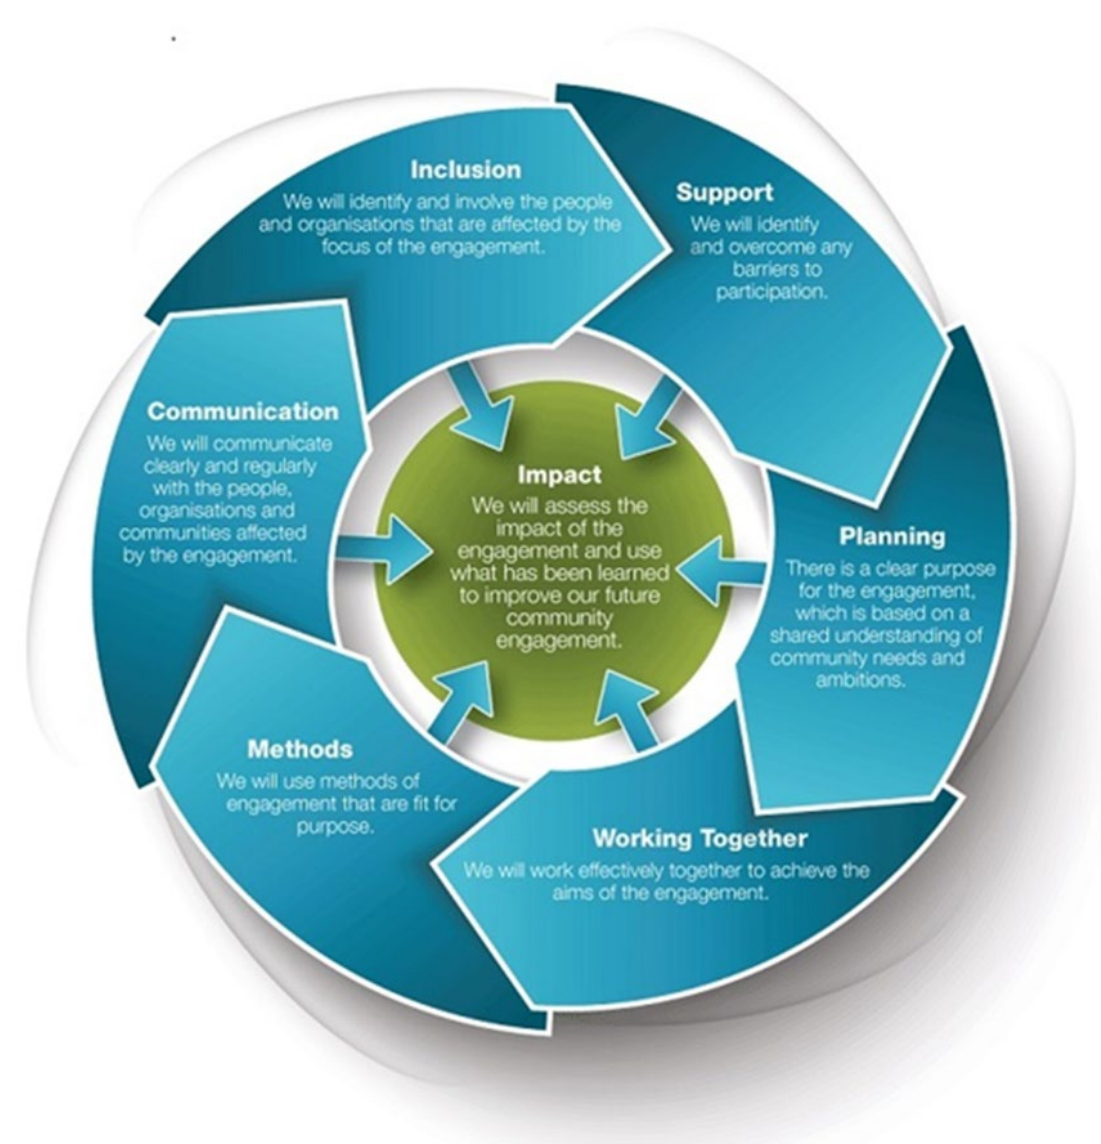 Inclusion
We will identify and involve the people
and organisations that are affected by the
focus of the engagement.
Support
We will identify
and overcome any
barriers to
participation.
Planning
There is a clear purpose
for the engagement,
which is based on a
shared understanding of
community needs and
ambitions.
Working Together
We will work effectively together to achieve the
aims of the engagement.
Methods
We will use methods of
engagement that are fit for
purpose.
Communication
We will communicate
clearly and regularly
with the people,
organisations and
communities affected
by the engagement.
Impact
We will assess the
impact of the
engagement and use
what has been learned
to improve our future
community
engagement.